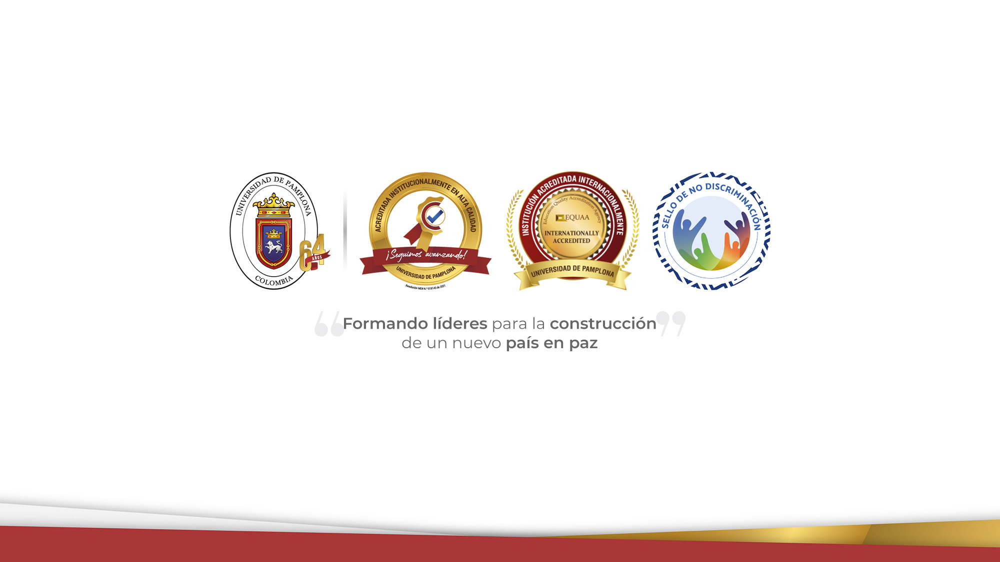 UNIVERSIDAD DE PAMPLONA
COLOMBIA
64
AÑOS
ACREDITADA INSTITUCIONALMENTE EN ALTA CALIDAD
¡Seguimos avanzando!
UNIVERSIDAD DE PAMPLONA
Resolución MEN N.º 018143 de 2021
INSTITUCIÓN ACREDITADA INTERNACIONALMENTE
Education Quality Accreditation Agency
EQUAA
INTERNATIONALLY
ACCREDITED
UNIVERSIDAD DE PAMPLONA
SELLO DE NO DISCRIMINACIÓN
“Formando líderes para la construcción”
de un nuevo país en paz